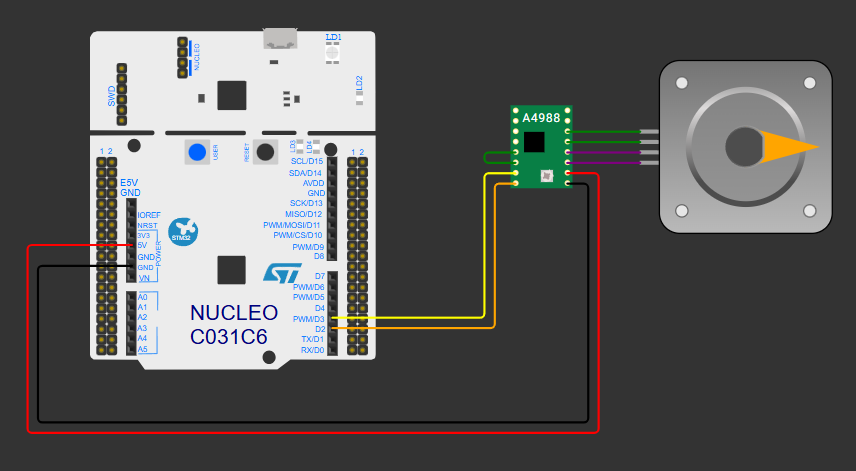 LD1
NUCLEO
SWD
LD2
A4988
USER
RESET
LD3
LD4
1 2
1 2
E5V
GND
IOREF
NRST
3V3
5V
GND
GND
VN
POWER
STM32
A0
A1
A2
A3
A4
A5
SCL/D15
SDA/D14
AVDD
GND
SCK/D13
MISO/D12
PWM/MOSI/D11
PWM/CS/D10
PWM/D9
D8
D7
PWM/D6
PWM/D5
D4
PWM/D3
D2
TX/D1
RX/D0
ST
NUCLEO
C031C6